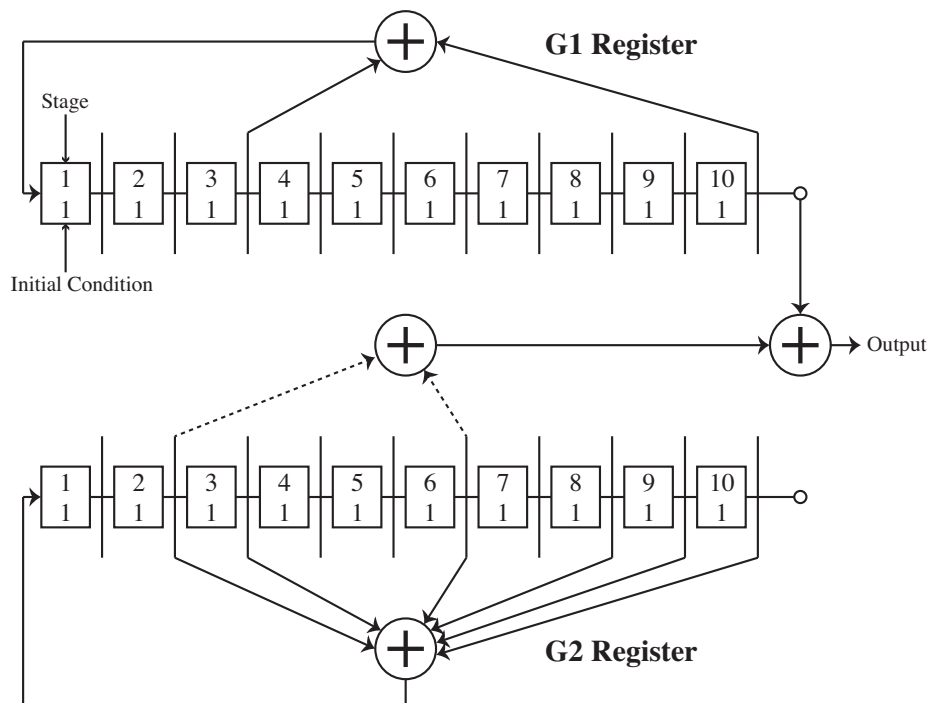 G1 Register
Stage
1 2 3 4 5 6 7 8 9 10
1 1 1 1 1 1 1 1 1 1
Initial Condition
Output
1 2 3 4 5 6 7 8 9 10
1 1 1 1 1 1 1 1 1 1
G2 Register